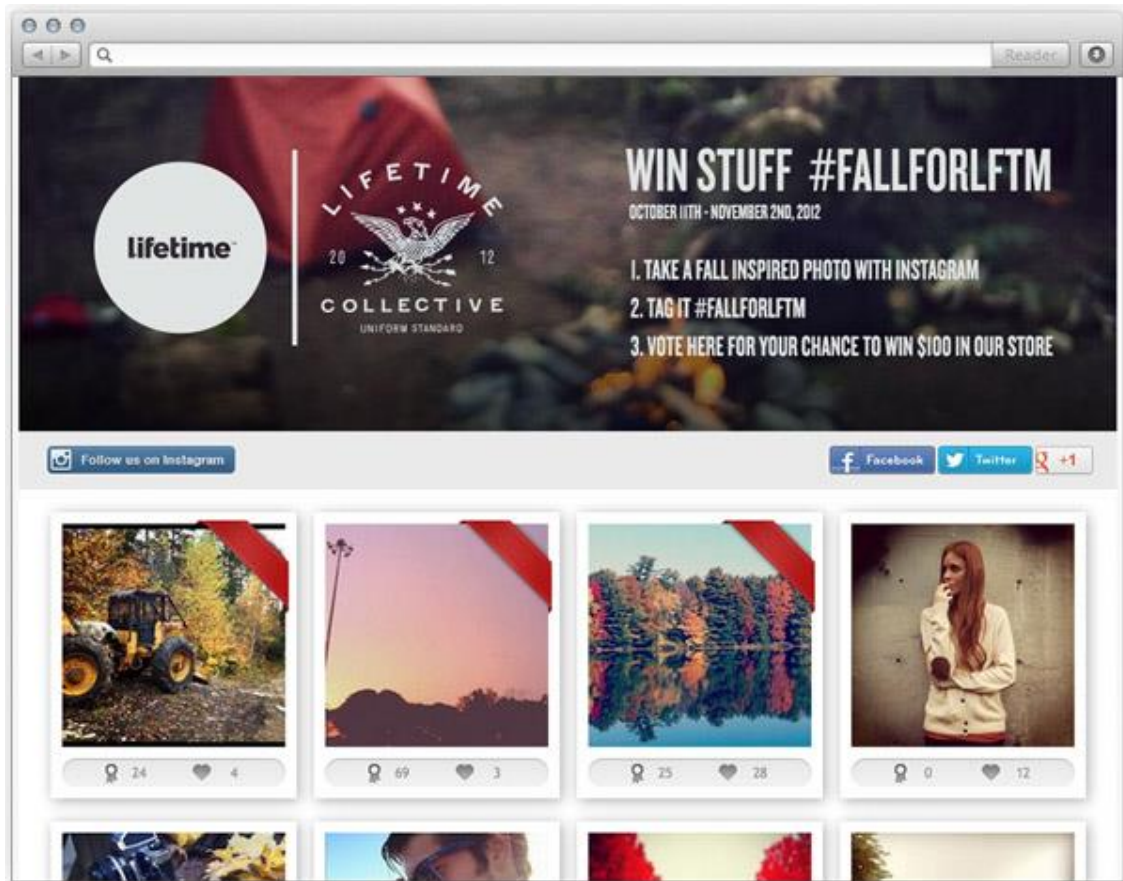 Reader
lifetime™
LIFETIME
20 12
COLLECTIVE
UNIFORM STANDARD
WIN STUFF #FALLFORLFTM
OCTOBER 11TH - NOVEMBER 2ND, 2012
1. TAKE A FALL INSPIRED PHOTO WITH INSTAGRAM
2. TAG IT #FALLFORLFTM
3. VOTE HERE FOR YOUR CHANCE TO WIN $100 IN OUR STORE
Follow us on Instagram
f Facebook Twitter g +1
24 4
69 3
25 28
0 12